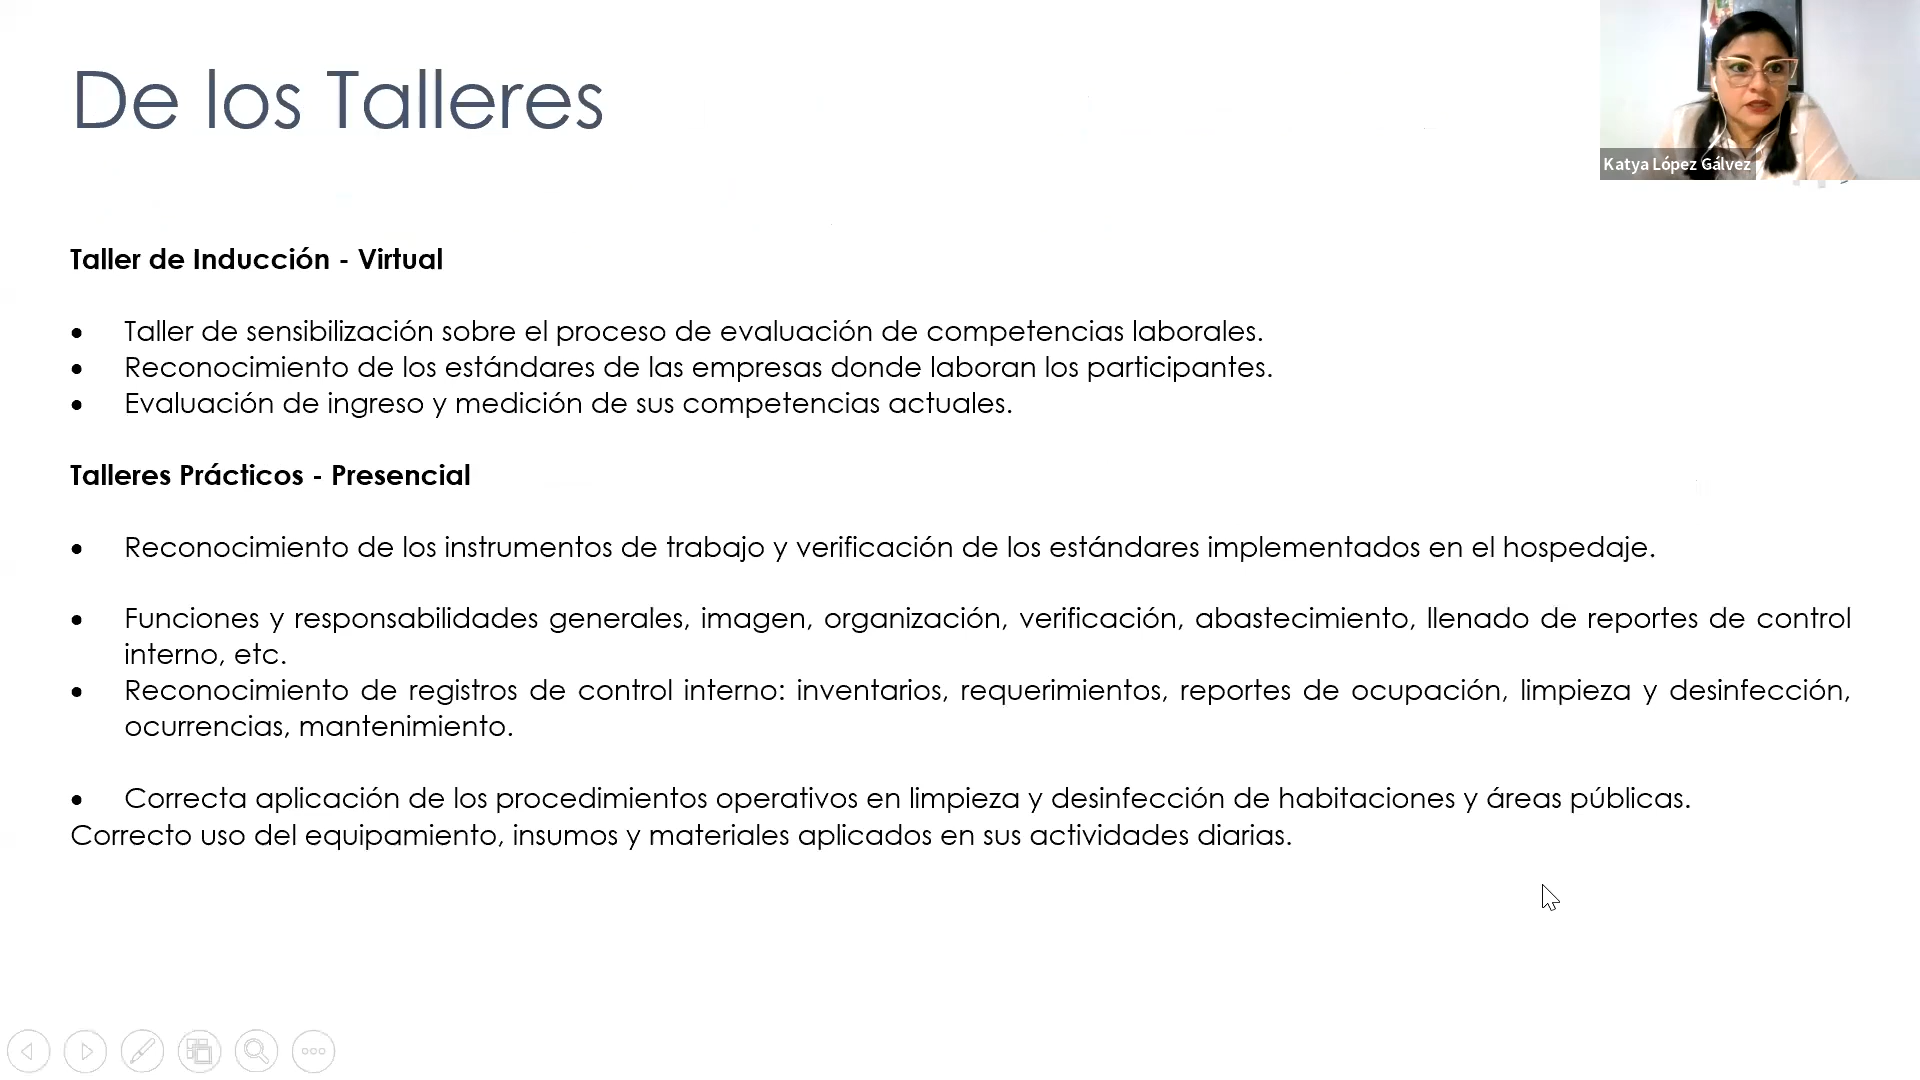 De los Talleres
Katya López Gálvez
Taller de Inducción - Virtual
• Taller de sensibilización sobre el proceso de evaluación de competencias laborales.
• Reconocimiento de los estándares de las empresas donde laboran los participantes.
• Evaluación de ingreso y medición de sus competencias actuales.
Talleres Prácticos - Presencial
• Reconocimiento de los instrumentos de trabajo y verificación de los estándares implementados en el hospedaje.
• Funciones y responsabilidades generales, imagen, organización, verificación, abastecimiento, llenado de reportes de control
interno, etc.
• Reconocimiento de registros de control interno: inventarios, requerimientos, reportes de ocupación, limpieza y desinfección,
ocurrencias, mantenimiento.
• Correcta aplicación de los procedimientos operativos en limpieza y desinfección de habitaciones y áreas públicas.
Correcto uso del equipamiento, insumos y materiales aplicados en sus actividades diarias.